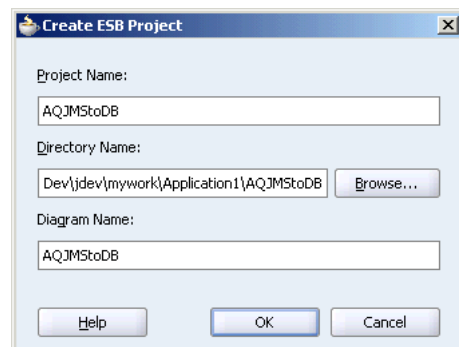 Create ESB Project
Project Name:
AQJMStoDB
Directory Name:
Dev\jdev\mywork\Application1\AQJMStoDB Browse...
Diagram Name:
AQJMStoDB
Help OK Cancel